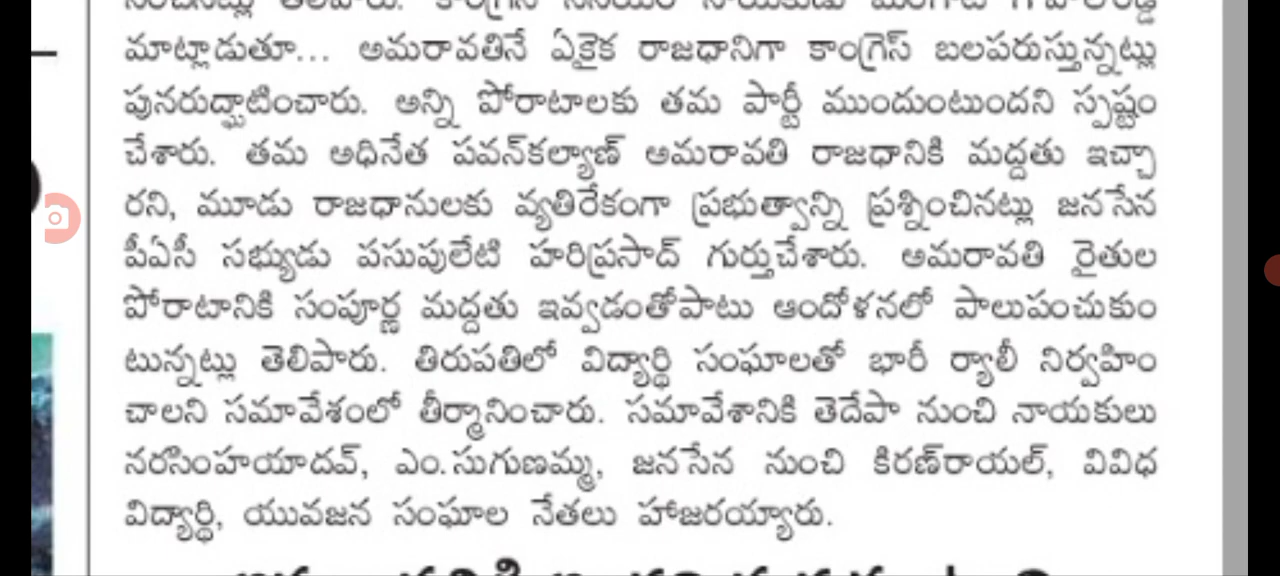 మాట్లాడుతూ... అమరావతినే ఏకైక రాజధానిగా కాంగ్రెస్ బలపరుస్తున్నట్లు
పునరుద్ఘాటించారు. అన్ని పోరాటాలకు తమ పార్టీ ముందుంటుందని స్పష్టం
చేశారు. తమ అధినేత పవన్‌కల్యాణ్ అమరావతి రాజధానికి మద్దతు ఇచ్చా
రని, మూడు రాజధానులకు వ్యతిరేకంగా ప్రభుత్వాన్ని ప్రశ్నించినట్లు జనసేన
పీఏసీ సభ్యుడు పసుపులేటి హరిప్రసాద్ గుర్తుచేశారు. అమరావతి రైతుల
పోరాటానికి సంపూర్ణ మద్దతు ఇవ్వడంతోపాటు ఆందోళనలో పాలుపంచుకుం
టున్నట్లు తెలిపారు. తిరుపతిలో విద్యార్థి సంఘాలతో భారీ ర్యాలీ నిర్వహిం
చాలని సమావేశంలో తీర్మానించారు. సమావేశానికి తెదేపా నుంచి నాయకులు
నరసింహయాదవ్, ఎం.సుగుణమ్మ, జనసేన నుంచి కిరణ్‌రాయల్, వివిధ
విద్యార్థి, యువజన సంఘాల నేతలు హాజరయ్యారు.